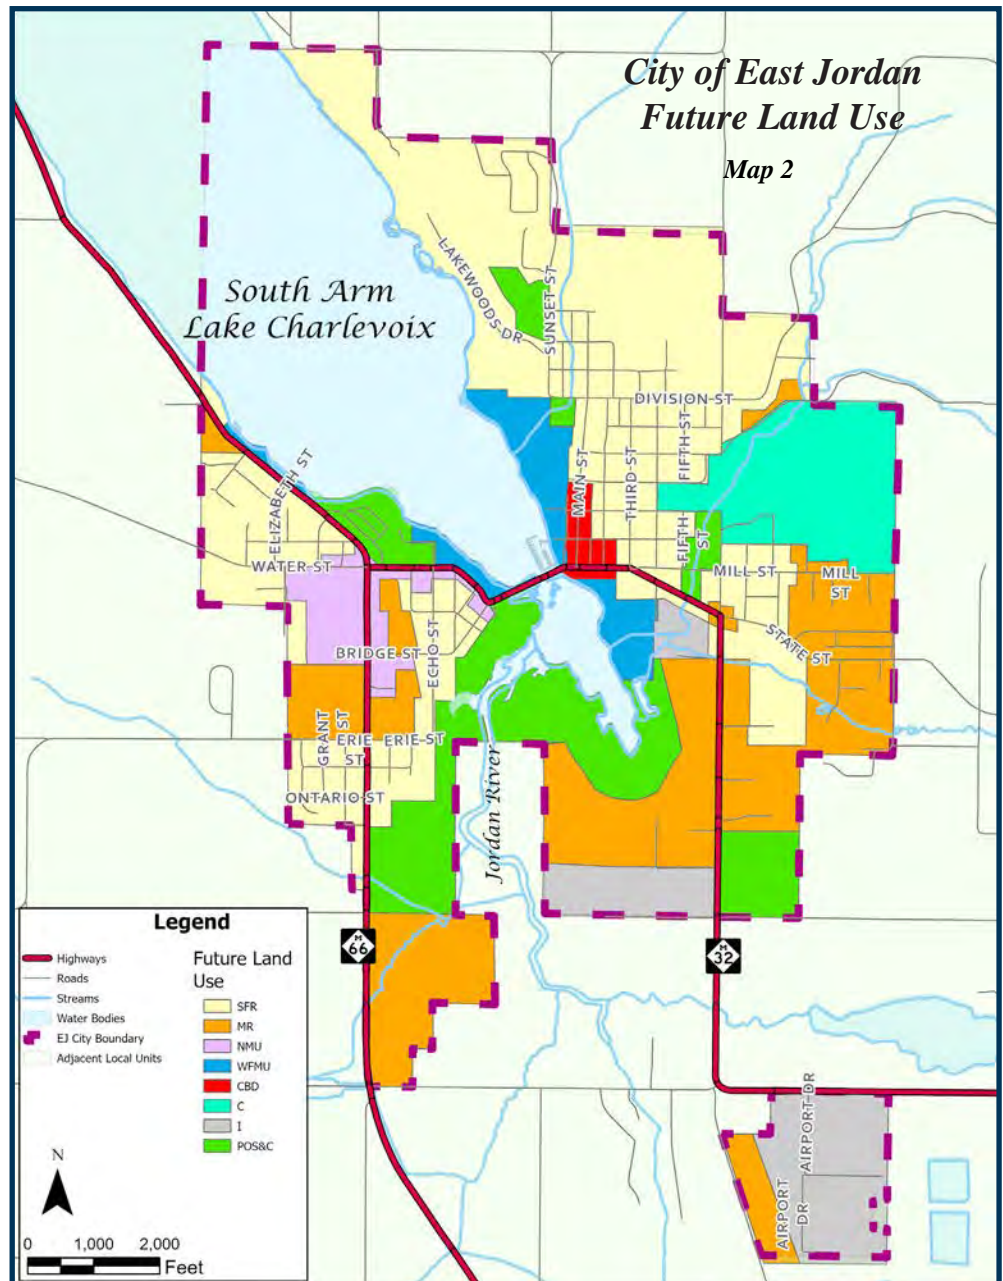 City of East Jordan
Future Land Use
Map 2
South Arm
Lake Charlevoix
LAKEWOODS DR
SUNSET ST
DIVISION ST
FIFTH ST
MAIN ST
THIRD ST
ELIZABETH ST
FIFTH
ST
WATER ST
MILL ST
MILL
ST
STATE ST
BRIDGE ST
ECHO ST
GRANT
ST
ERIE
ST
ERIE ST
ONTARIO ST
Jordan River
M
66
M
32
AIRPORT DR
AIRPORT
DR
Legend
Highways
Roads
Streams
Water Bodies
EJ City Boundary
Adjacent Local Units
Future Land
Use
SFR
MR
NMU
WFMU
CBD
C
I
POS&C
N
0 1,000 2,000
Feet